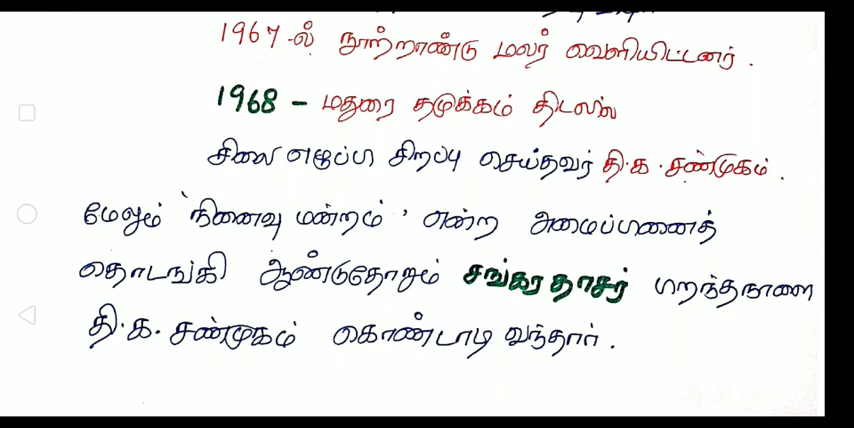 1967-ல் நூற்றாண்டு மலர் வெளியிட்டனர்.
1968 - மதுரை தமுக்கம் திடலில்
சிலை எழுப்பி சிறப்பு செய்தவர் தி.க.சண்முகம்.
மேலும் 'நினைவு மன்றம்' என்ற அமைப்பினைத்
தொடங்கி ஆண்டுதோறும் சங்கரதாசர் பிறந்தநாளை
தி.க. சண்முகம் கொண்டாடி வந்தார்.